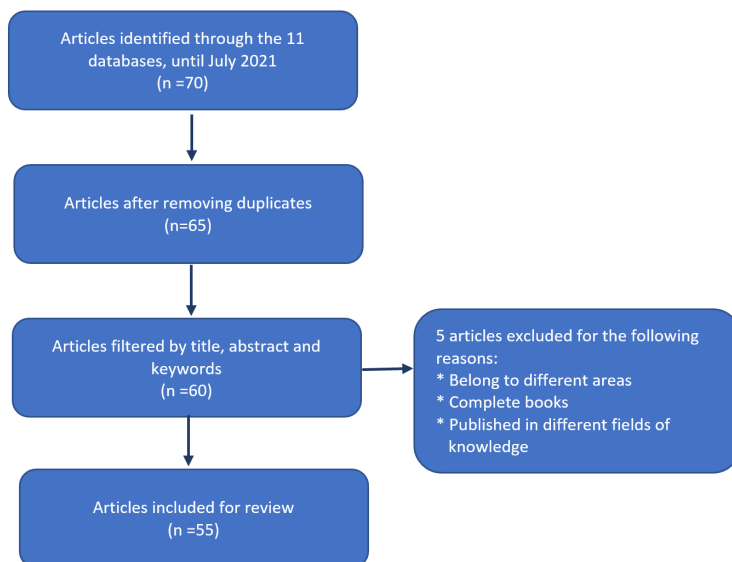 Articles identified through the 11
databases, until July 2021
(n =70)
Articles after removing duplicates
(n=65)
Articles filtered by title, abstract and
keywords
(n =60)
5 articles excluded for the following
reasons:
* Belong to different areas
* Complete books
* Published in different fields of
knowledge
Articles included for review
(n =55)